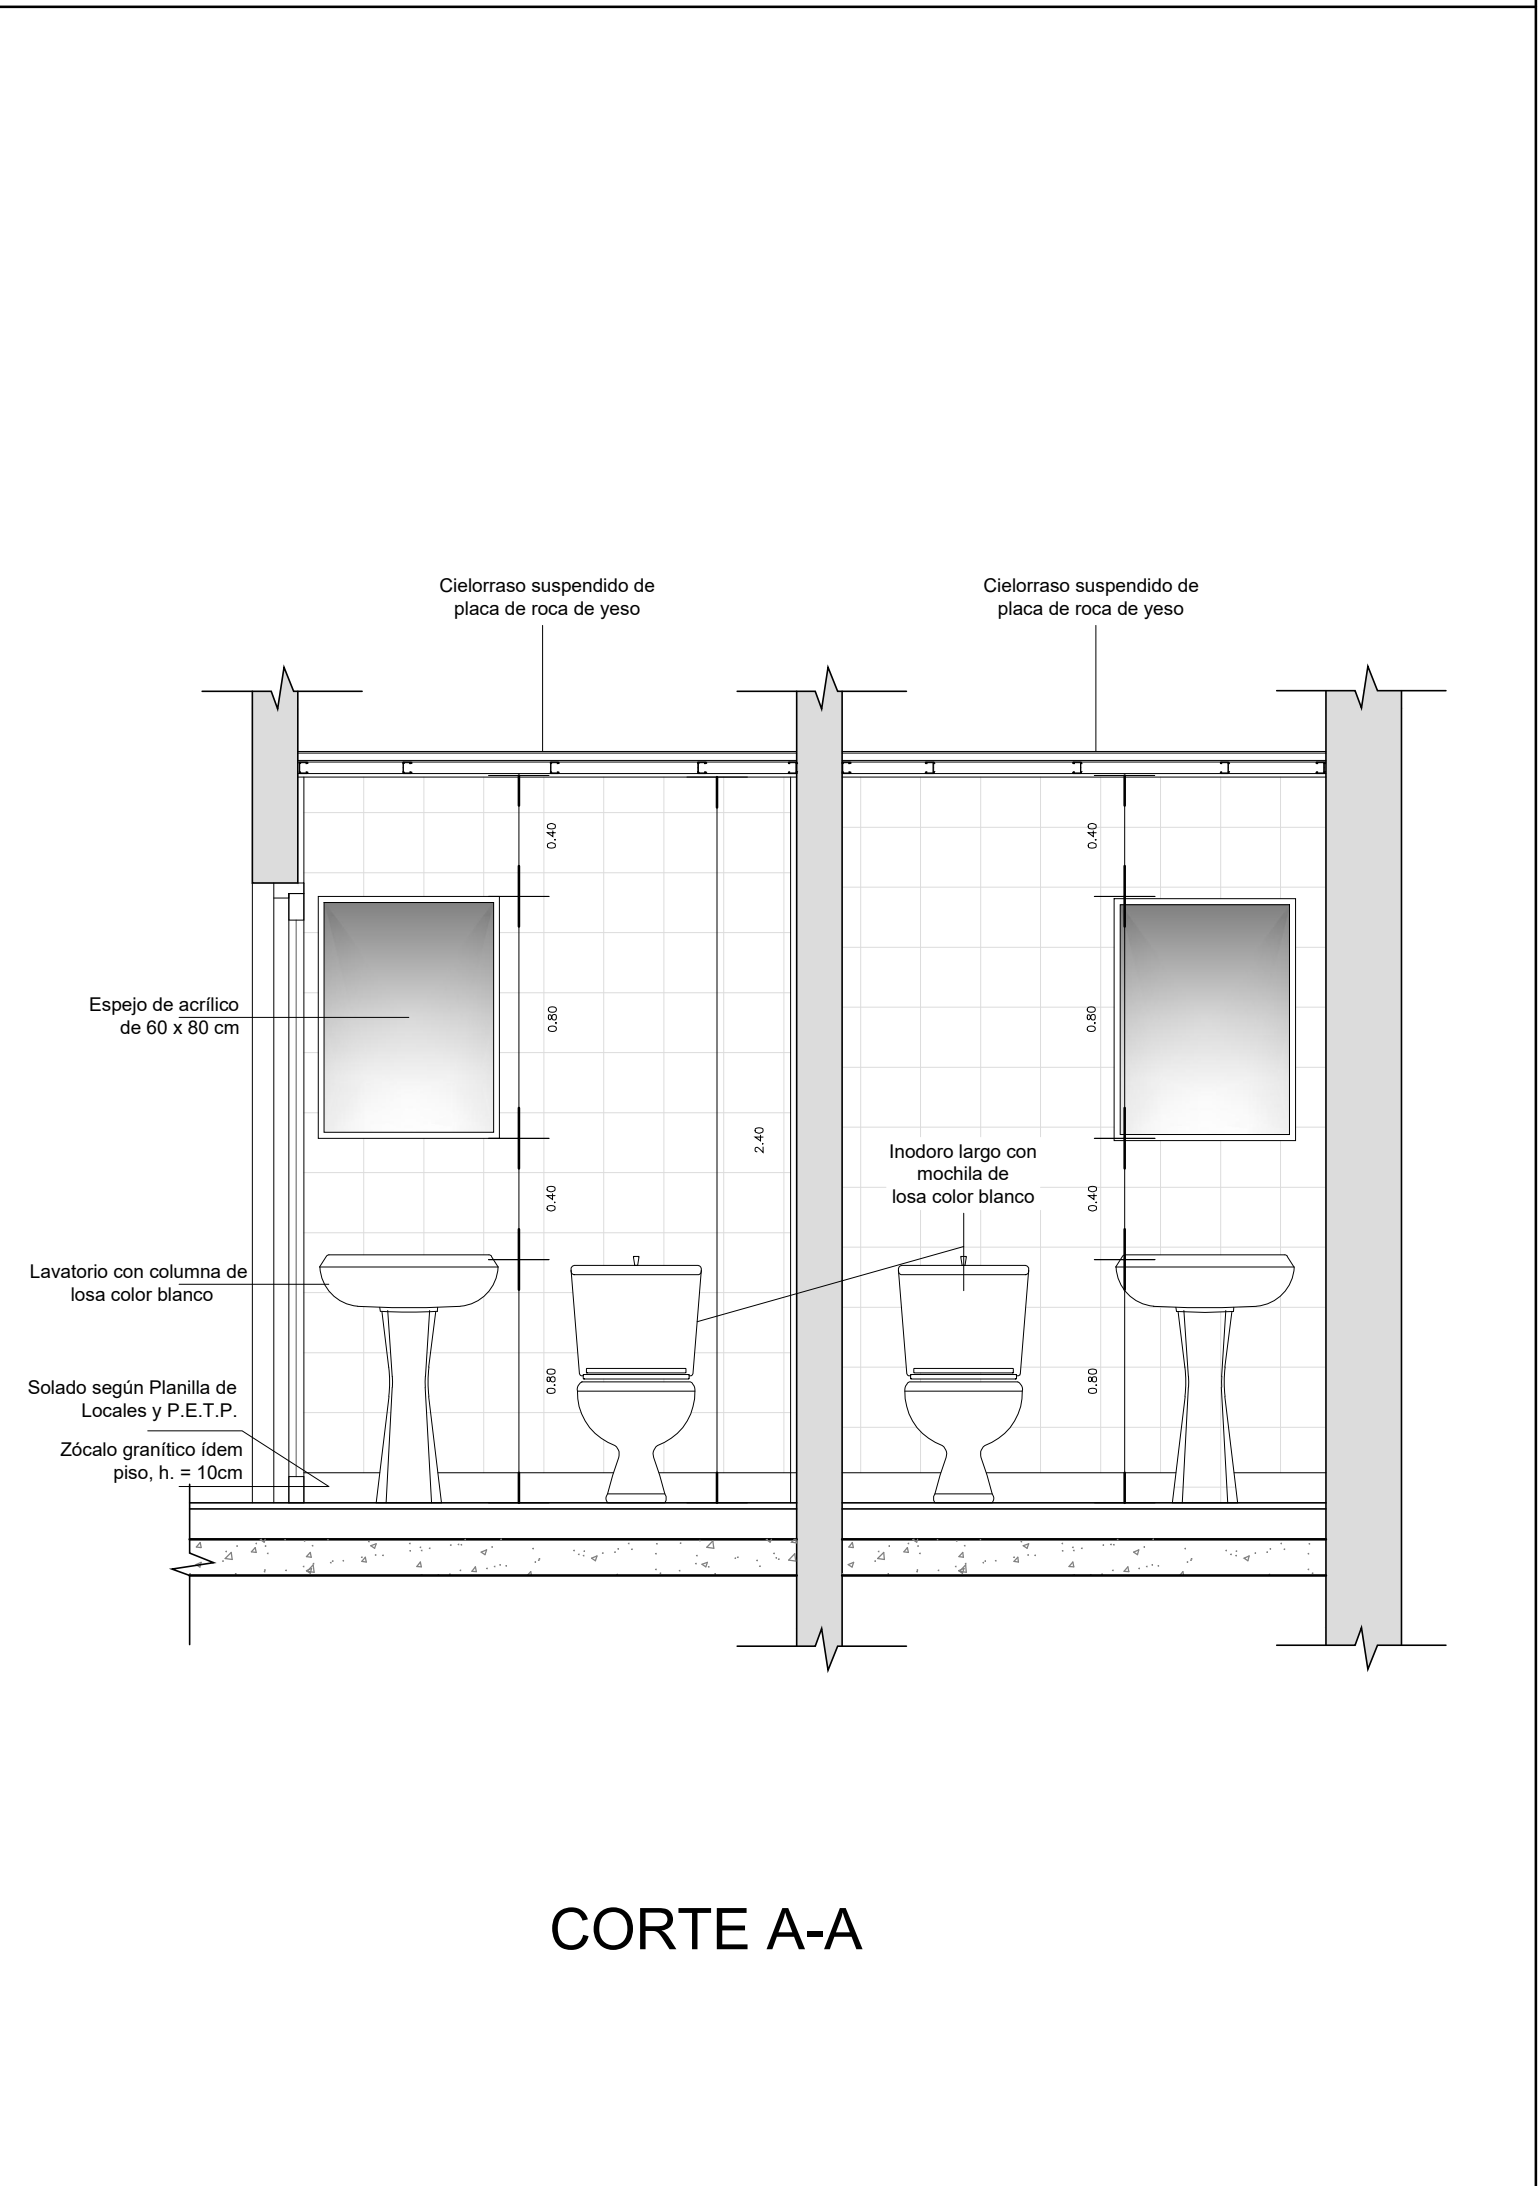 Cielorraso suspendido de
placa de roca de yeso
Cielorraso suspendido de
placa de roca de yeso
0.40
0.40
Espejo de acrílico
de 60 x 80 cm
0.80
0.80
2.40
Inodoro largo con
mochila de
losa color blanco
0.40
0.40
Lavatorio con columna de
losa color blanco
0.80
0.80
Solado según Planilla de
Locales y P.E.T.P.
Zócalo granítico ídem
piso, h. = 10cm
CORTE A-A